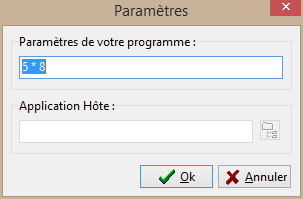 Paramètres
Paramètres de votre programme :
5 * 8
Application Hôte :
Ok Annuler